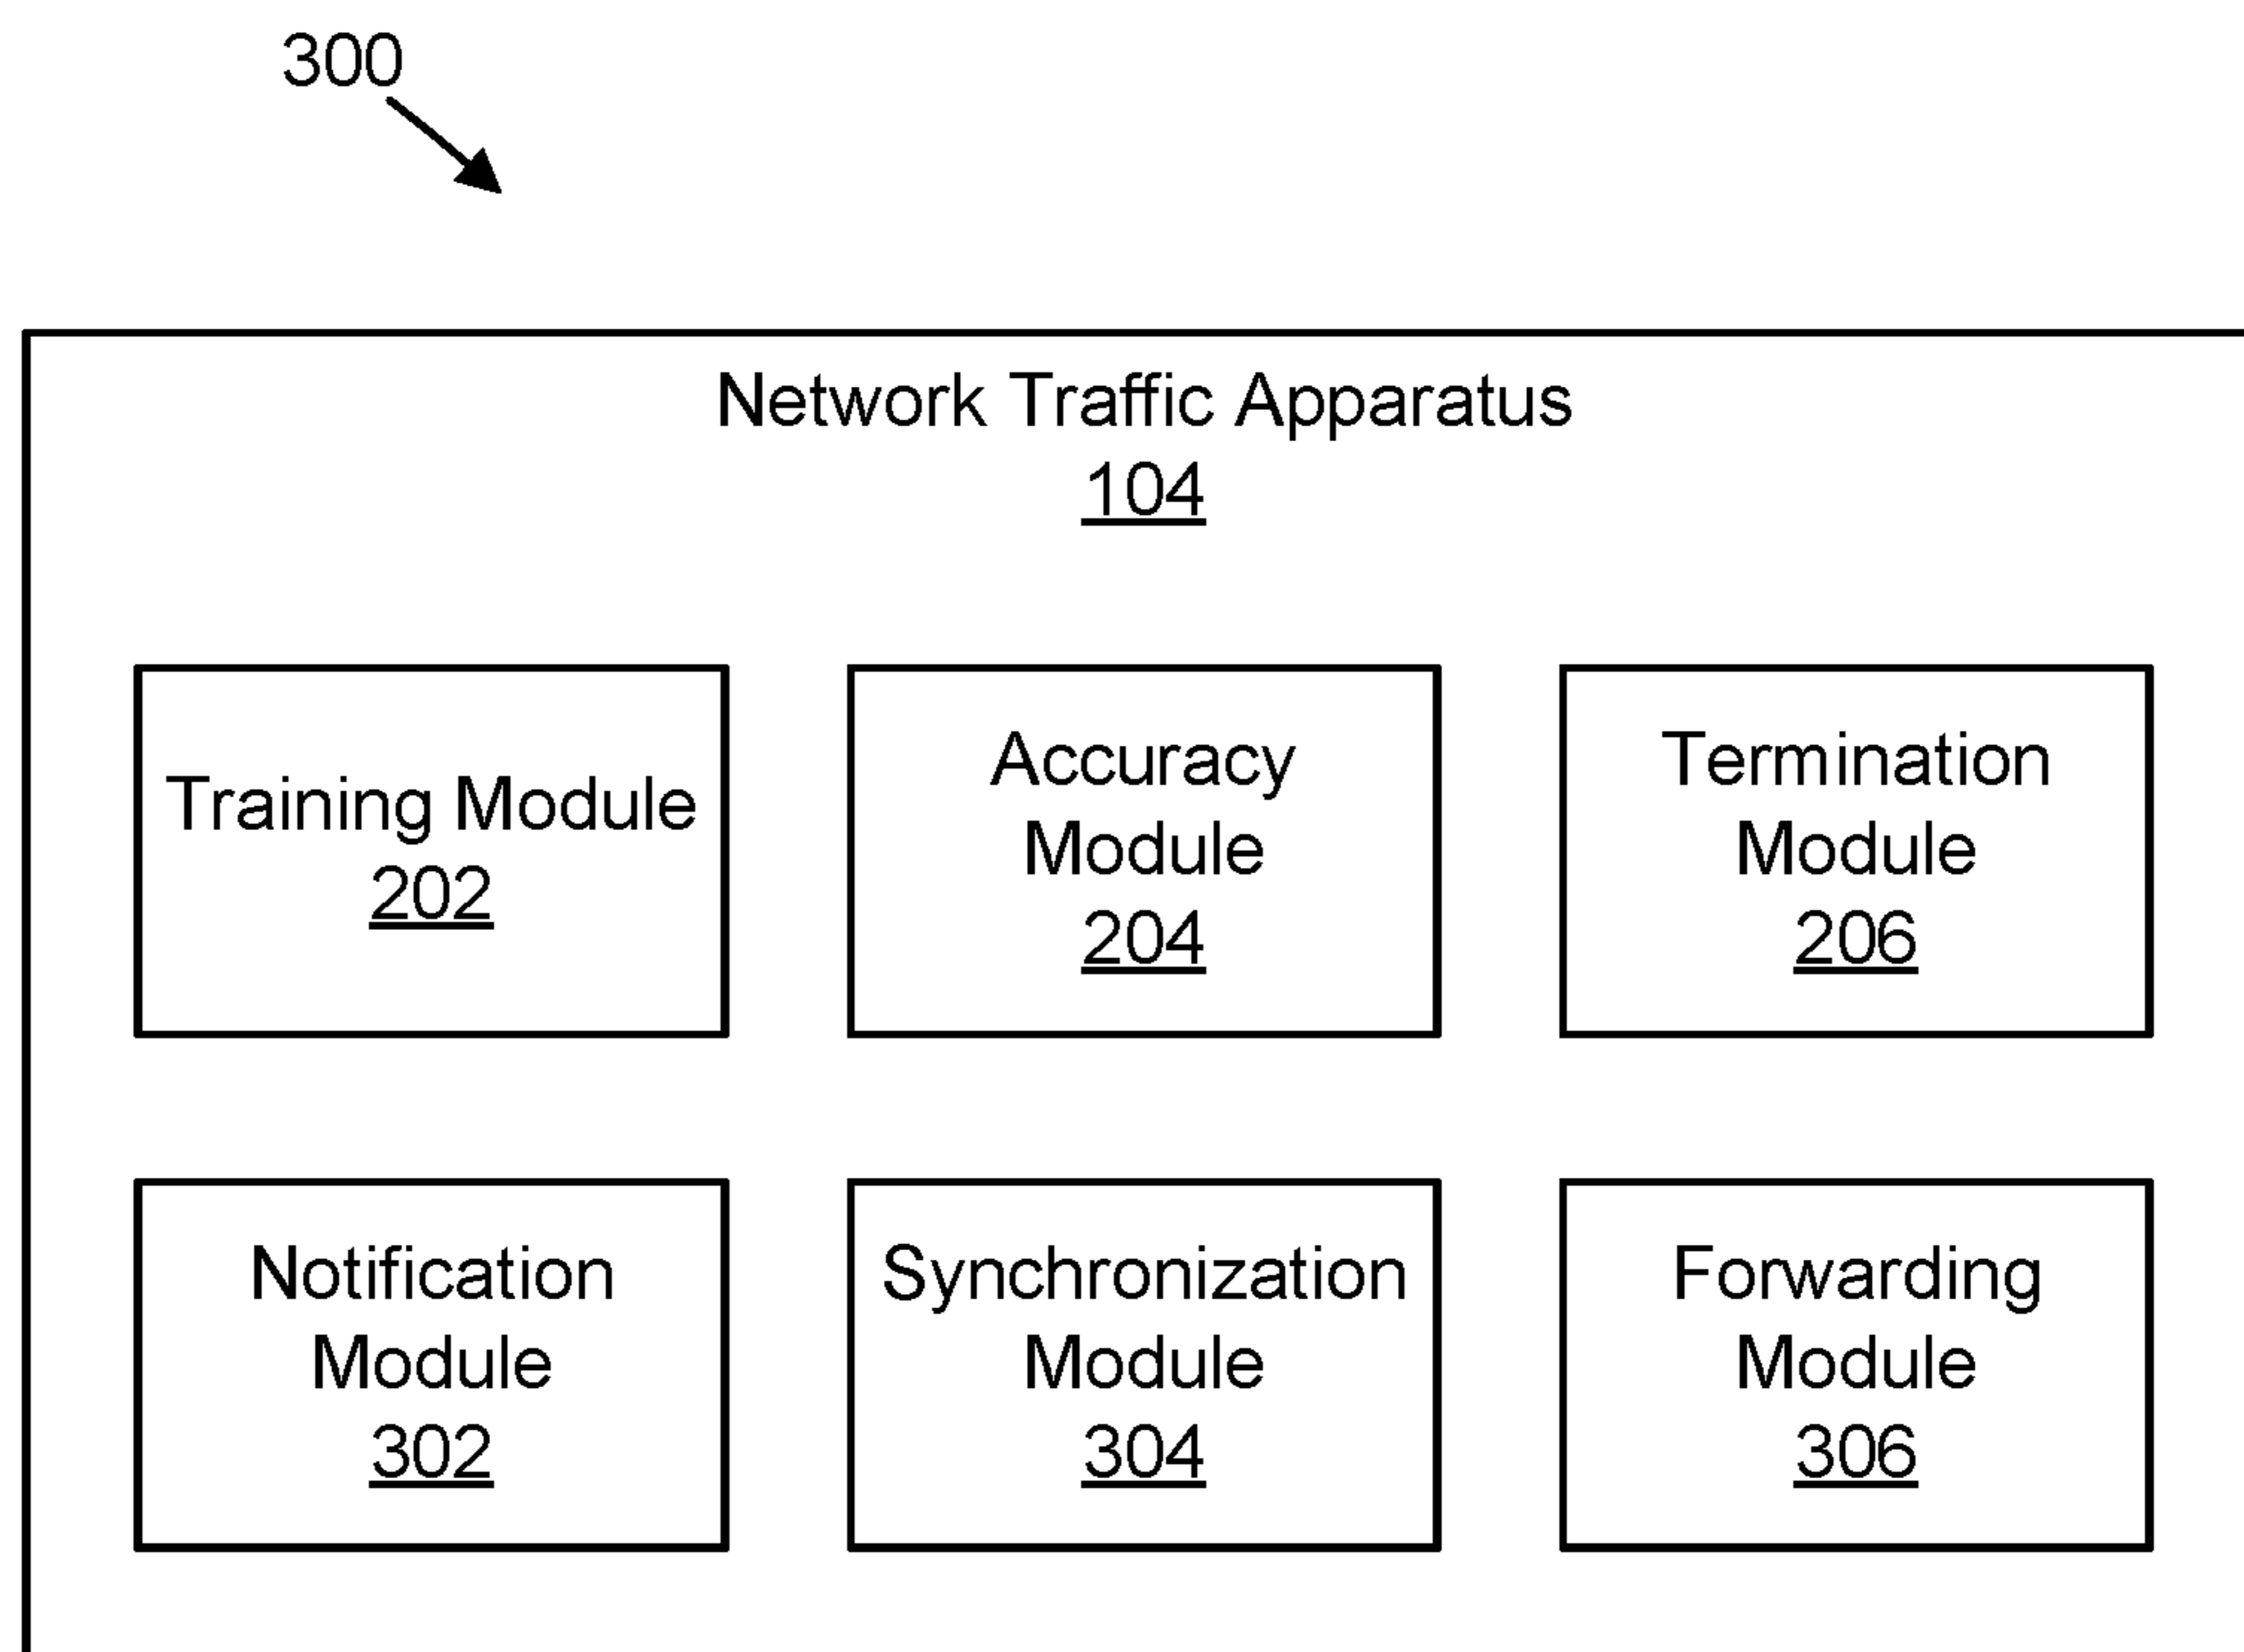 300
Network Traffic Apparatus
104
Training Module
202
Accuracy
Module
204
Termination
Module
206
Notification
Module
302
Synchronization
Module
304
Forwarding
Module
306